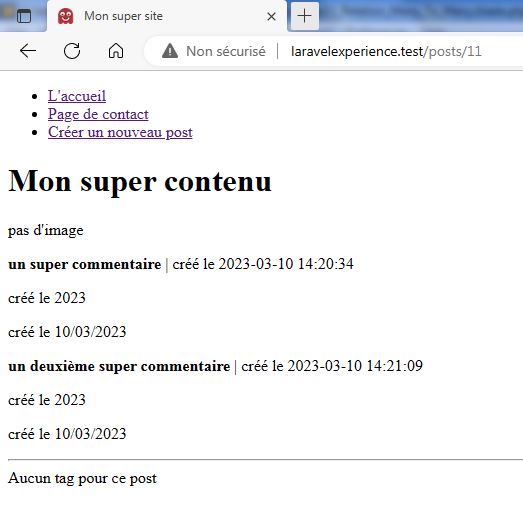 Mon super site
Non sécurisé | laravelexperience.test/posts/11
L'accueil
Page de contact
Créer un nouveau post
Mon super contenu
pas d'image
un super commentaire | créé le 2023-03-10 14:20:34
créé le 2023
créé le 10/03/2023
un deuxième super commentaire | créé le 2023-03-10 14:21:09
créé le 2023
créé le 10/03/2023
Aucun tag pour ce post